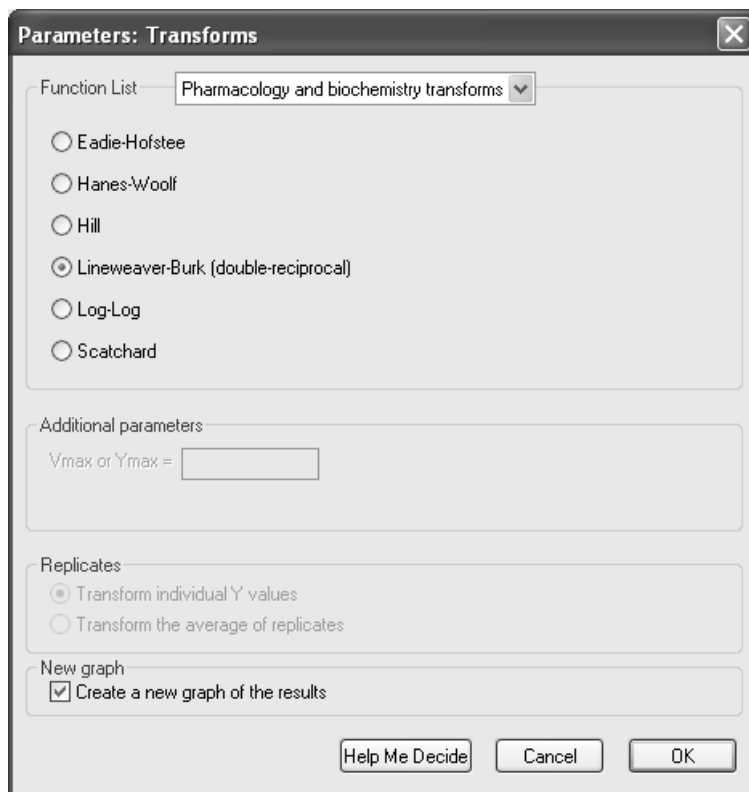 Parameters: Transforms
Function List
Pharmacology and biochemistry transforms
Eadie-Hofstee
Hanes-Woolf
Hill
Lineweaver-Burk (double-reciprocal)
Log-Log
Scatchard
Additional parameters
Vmax or Ymax =
Replicates
Transform individual Y values
Transform the average of replicates
New graph
Create a new graph of the results
Help Me Decide
Cancel
OK